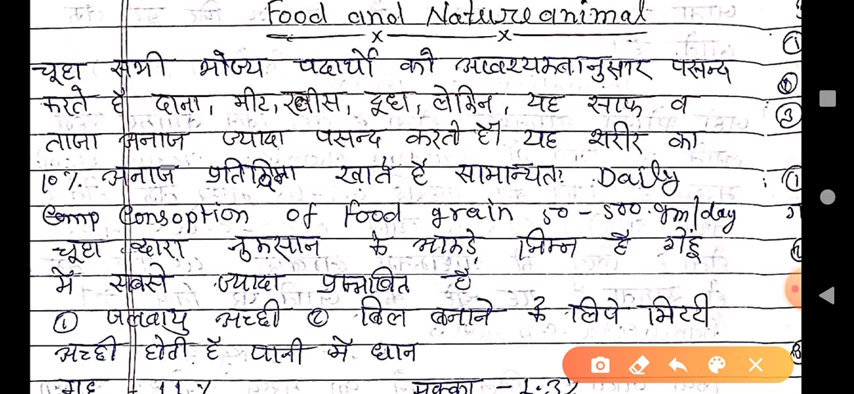 Food and Nature animal
चूहा सभी भोज्य पदार्थो को आवश्यकतानुसार पसन्द
करते है दाना, मीट, खीस, दूध, लेकिन, यह साफ व
ताजा अनाज ज्यादा पसन्द करते हैं। यह शरीर का
10% अनाज प्रतिदिन खाते है सामान्यतः Daily
Consoption of Food grain 50 - 500 gm/day
चूहा द्वारा नुकसान के आकडे निम्न है गेहूं
में सबसे ज्यादा प्रभावित है
① जलवायु अच्छी ② बिल बनाने के लिये मिटटी
अच्छी होती है पानी में धान
मक्का -